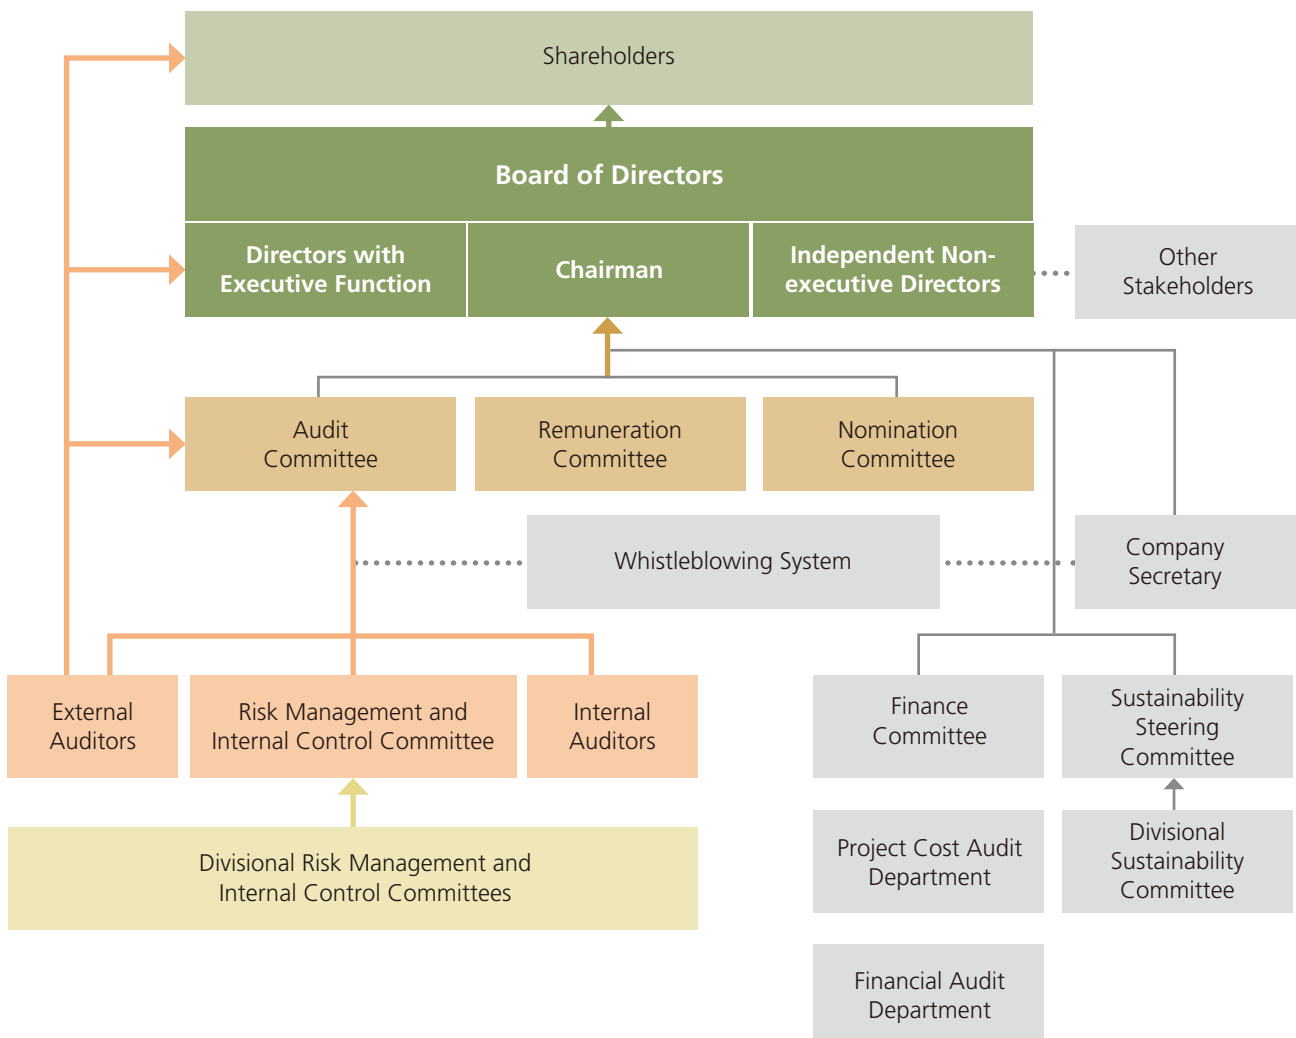 Shareholders
Board of Directors
Directors with
Executive Function
Chairman
Independent Non-
executive Directors
Other
Stakeholders
Audit
Committee
Remuneration
Committee
Nomination
Committee
Whistleblowing System
Company
Secretary
External
Auditors
Risk Management and
Internal Control Committee
Internal
Auditors
Finance
Committee
Sustainability
Steering
Committee
Divisional Risk Management and
Internal Control Committees
Project Cost Audit
Department
Divisional
Sustainability
Committee
Financial Audit
Department